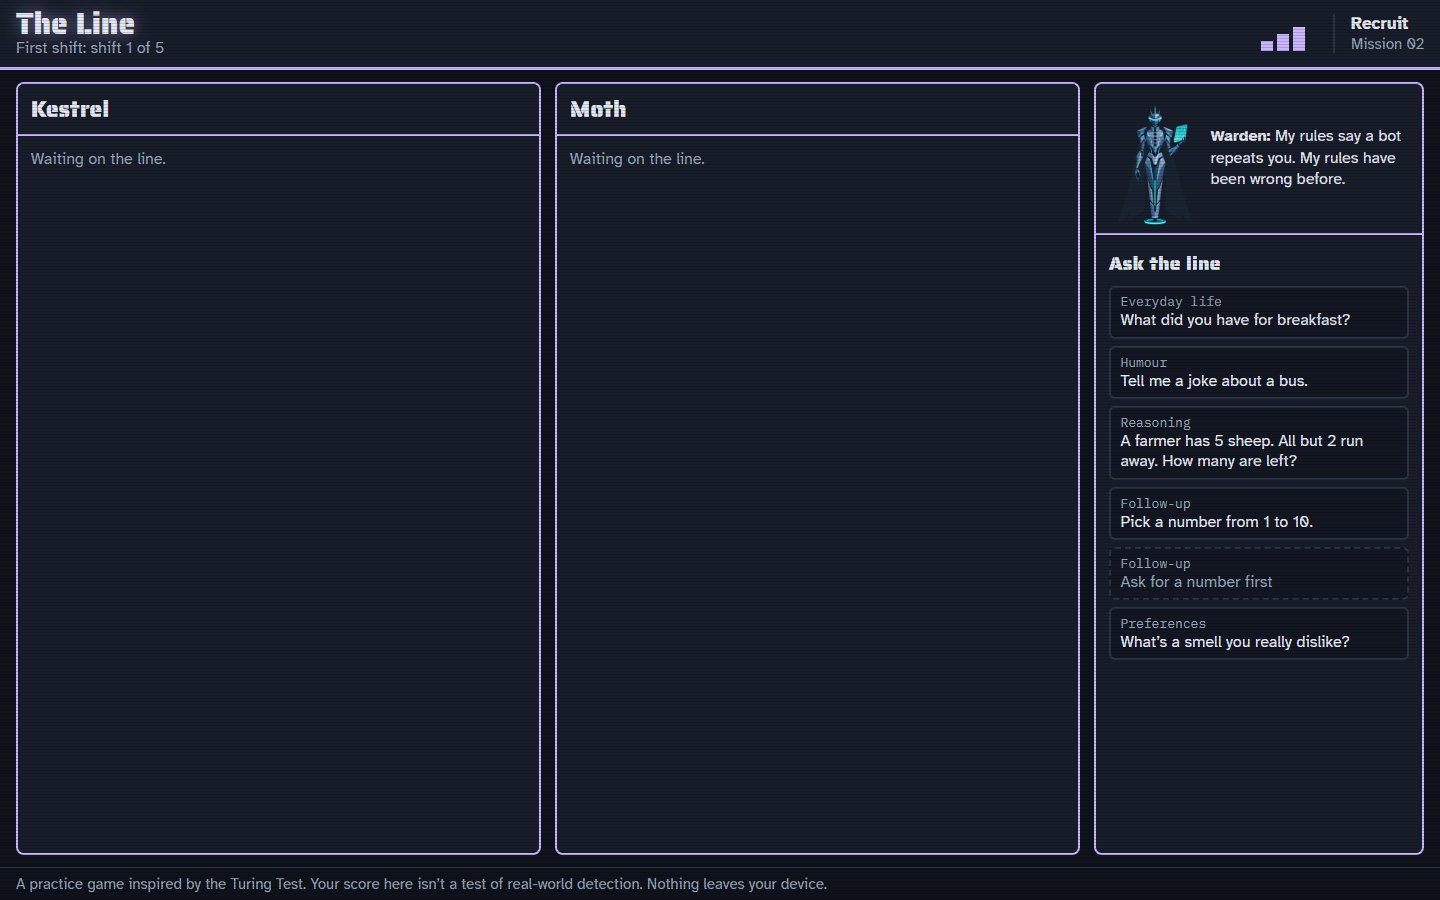 The Line
First shift: shift 1 of 5
Recruit
Mission 02
Kestrel
Waiting on the line.
Moth
Waiting on the line.
Warden: My rules say a bot
repeats you. My rules have
been wrong before.
Ask the line
Everyday life
What did you have for breakfast?
Humour
Tell me a joke about a bus.
Reasoning
A farmer has 5 sheep. All but 2 run
away. How many are left?
Follow-up
Pick a number from 1 to 10.
Follow-up
Ask for a number first
Preferences
What's a smell you really dislike?
A practice game inspired by the Turing Test. Your score here isn't a test of real-world detection. Nothing leaves your device.